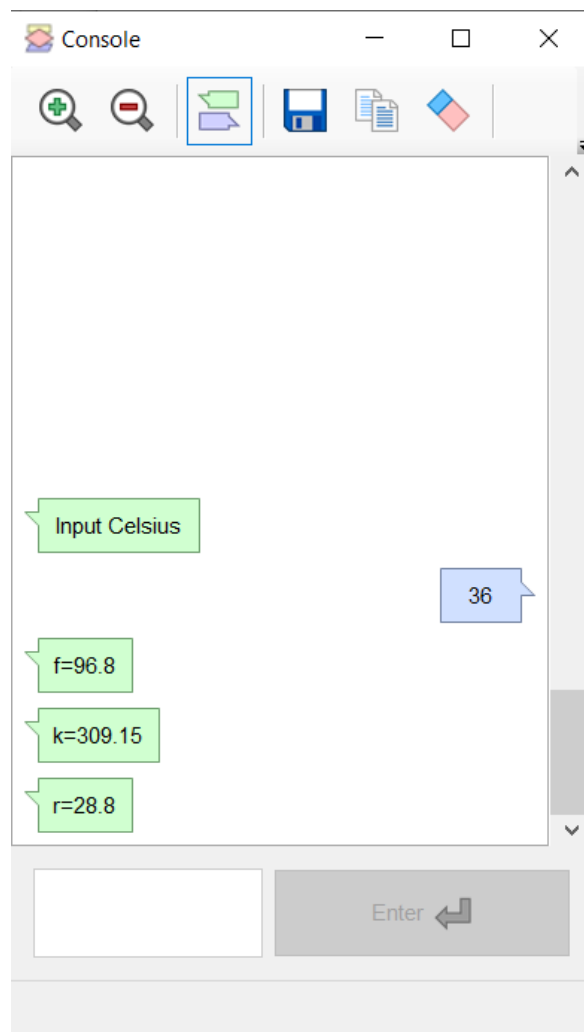 Console
Input Celsius
36
f=96.8
k=309.15
r=28.8
Enter